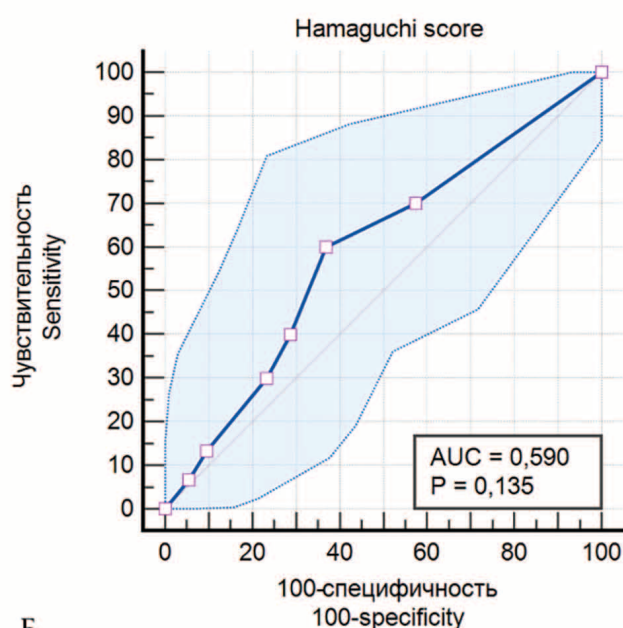 Hamaguchi score
Чувствительность
Sensitivity
100
90
80
70
60
50
40
30
20
10
0
AUC = 0,590
P = 0,135
0 20 40 60 80 100
100-специфичность
100-specificity